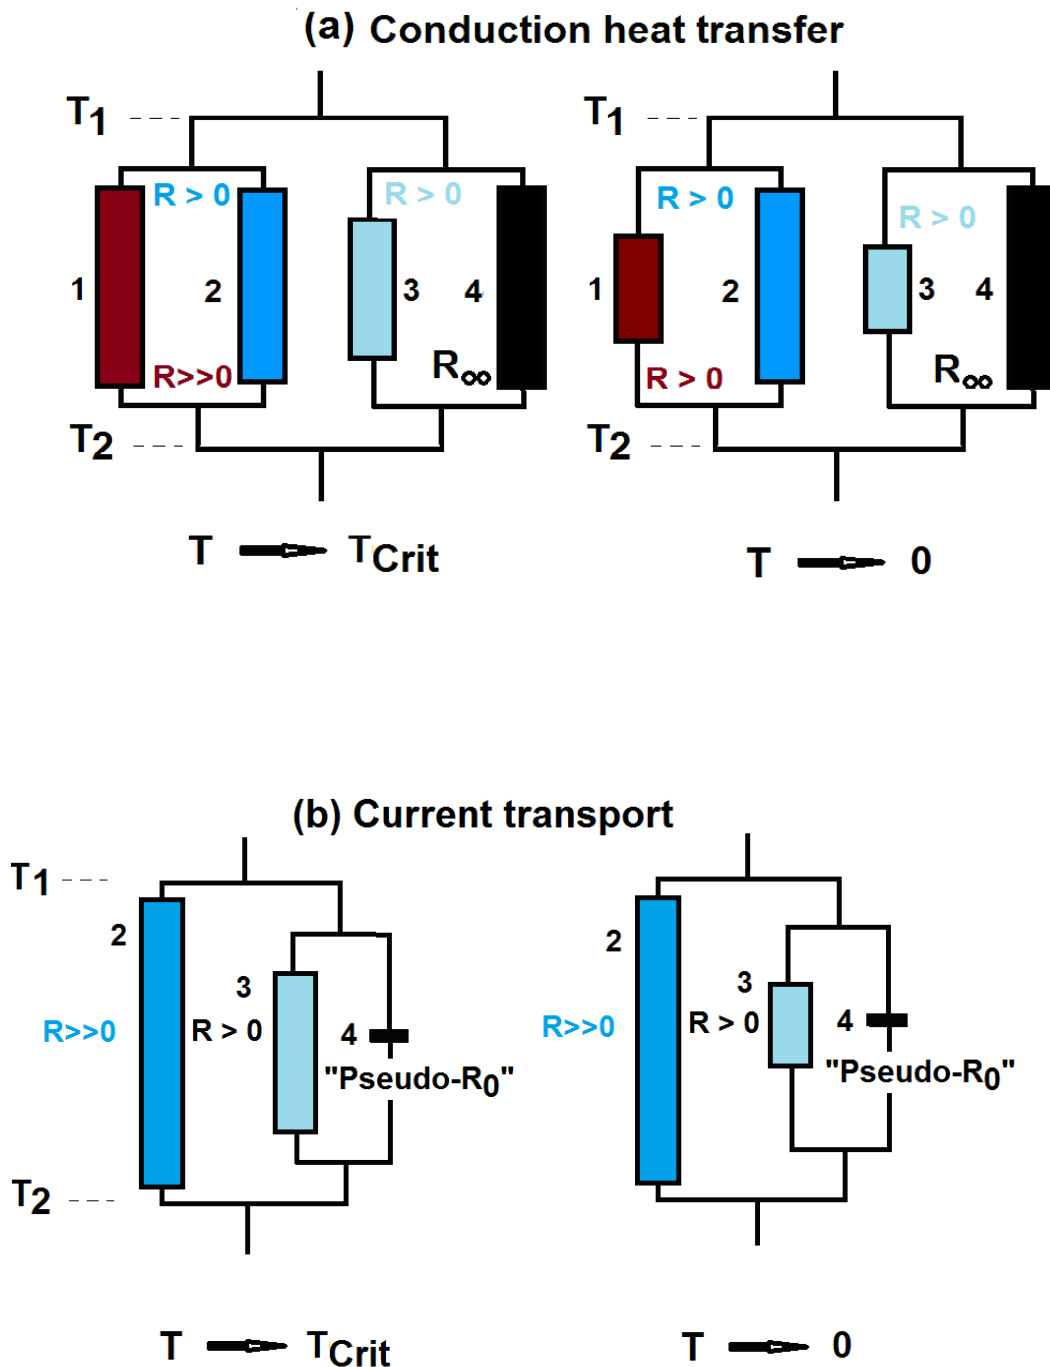 (a) Conduction heat transfer
T1 T1
R > 0 R > 0 R > 0 R > 0
1 2 3 4 1 2 3 4
R>>0 R∞ R > 0 R∞
T2 T2
T TCrit T 0
(b) Current transport
T1
2 2
3 3
R>>0 R > 0 4 R>>0 R > 0 4
"Pseudo-R0" "Pseudo-R0"
T2
T TCrit T 0